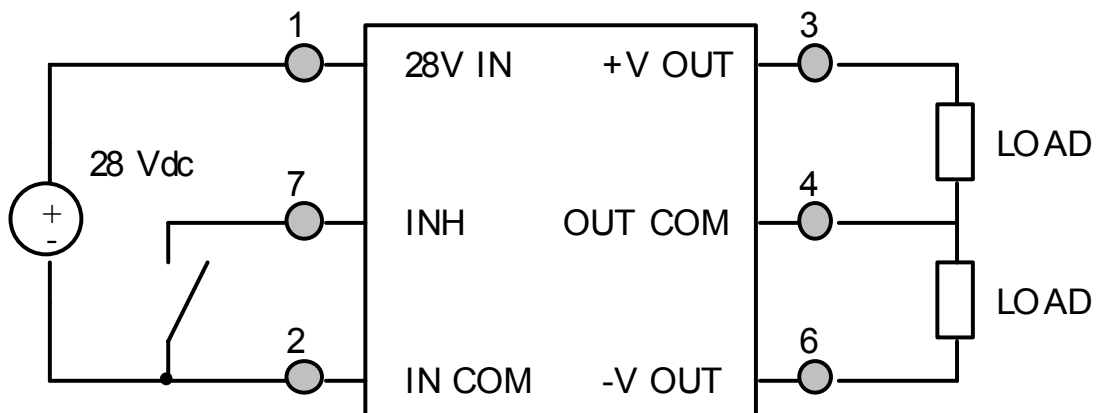 1
3
28V IN
+V OUT
28 Vdc
LOAD
7
4
+
-
INH
OUT COM
2
6
LOAD
IN COM
-V OUT